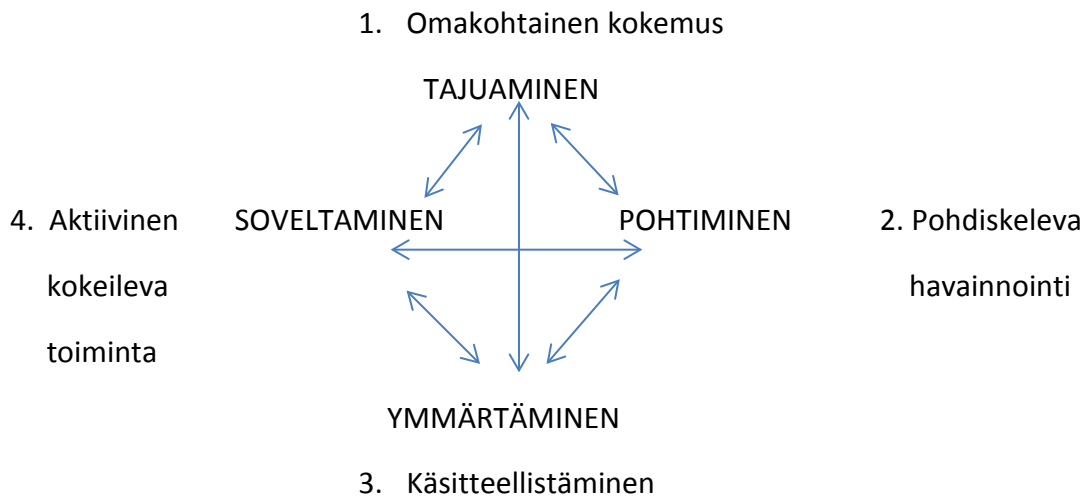 1. Omakohtainen kokemus
TAJUAMINEN
4. Aktiivinen
kokeileva
toiminta
SOVELTAMINEN
POHTIMINEN
2. Pohdiskeleva
havainnointi
YMMÄRTÄMINEN
3. Käsitteellistäminen